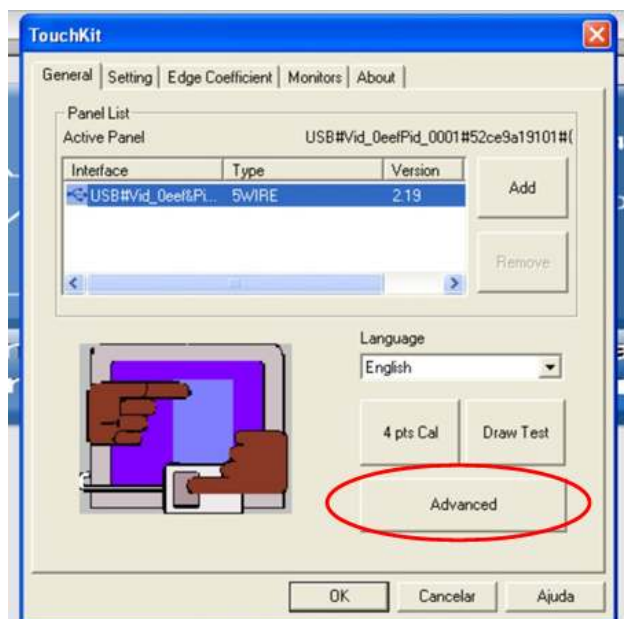 TouchKit
General Setting Edge Coefficient Monitors About
Panel List
Active Panel USB#Vid_0eefPid_0001#52ce9a19101#(
Interface Type Version
USB#Vid_0eef&Pi... 5WIRE 2.19
Add
Remove
Language
English
4 pts Cal Draw Test
Advanced
OK Cancelar Ajuda